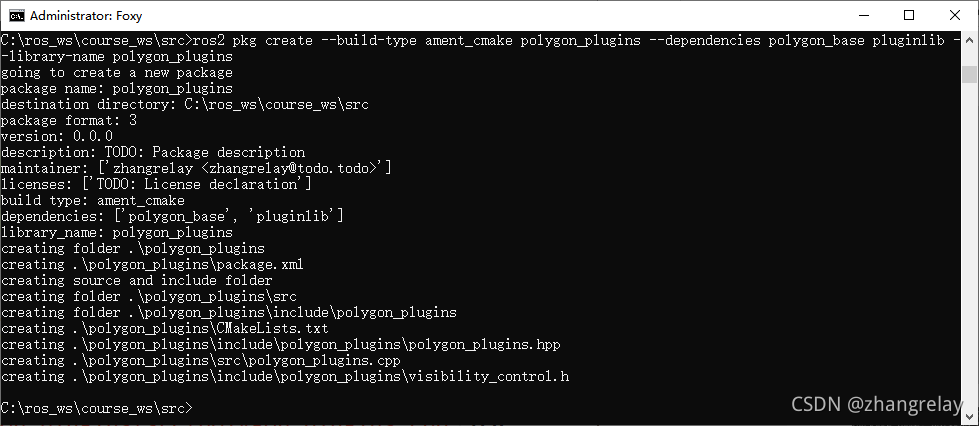 Administrator: Foxy
C:\ros_ws\course_ws\src>ros2 pkg create --build-type ament_cmake polygon_plugins --dependencies polygon_base pluginlib -
-library-name polygon_plugins
going to create a new package
package name: polygon_plugins
destination directory: C:\ros_ws\course_ws\src
package format: 3
version: 0.0.0
description: TODO: Package description
maintainer: ['zhangrelay <zhangrelay@todo.todo>']
licenses: ['TODO: License declaration']
build type: ament_cmake
dependencies: ['polygon_base', 'pluginlib']
library_name: polygon_plugins
creating folder .\polygon_plugins
creating .\polygon_plugins\package.xml
creating source and include folder
creating folder .\polygon_plugins\src
creating folder .\polygon_plugins\include\polygon_plugins
creating .\polygon_plugins\CMakeLists.txt
creating .\polygon_plugins\include\polygon_plugins\polygon_plugins.hpp
creating .\polygon_plugins\src\polygon_plugins.cpp
creating .\polygon_plugins\include\polygon_plugins\visibility_control.h
C:\ros_ws\course_ws\src>
CSDN @zhangrelay